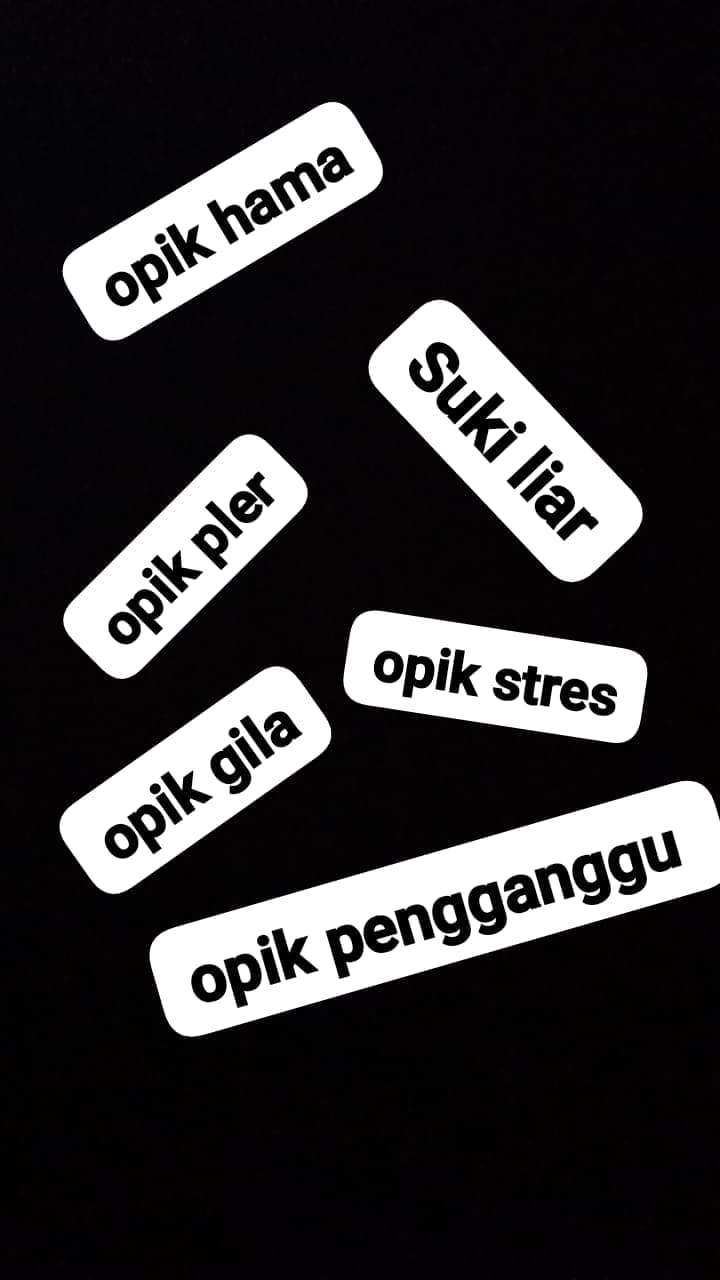 opik hama
Suki liar
opik pler
opik stres
opik gila
opik pengganggu